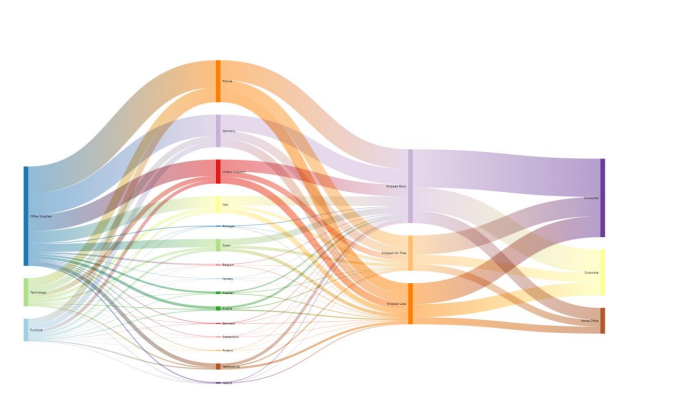 Office Supplies
Technology
Furniture
France
Germany
United Kingdom
Italy
Portugal
Spain
Belgium
Norway
Sweden
Austria
Denmark
Switzerland
Finland
Netherlands
Ireland
Shipped Early
Shipped On Time
Shipped Late
Consumer
Corporate
Home Office